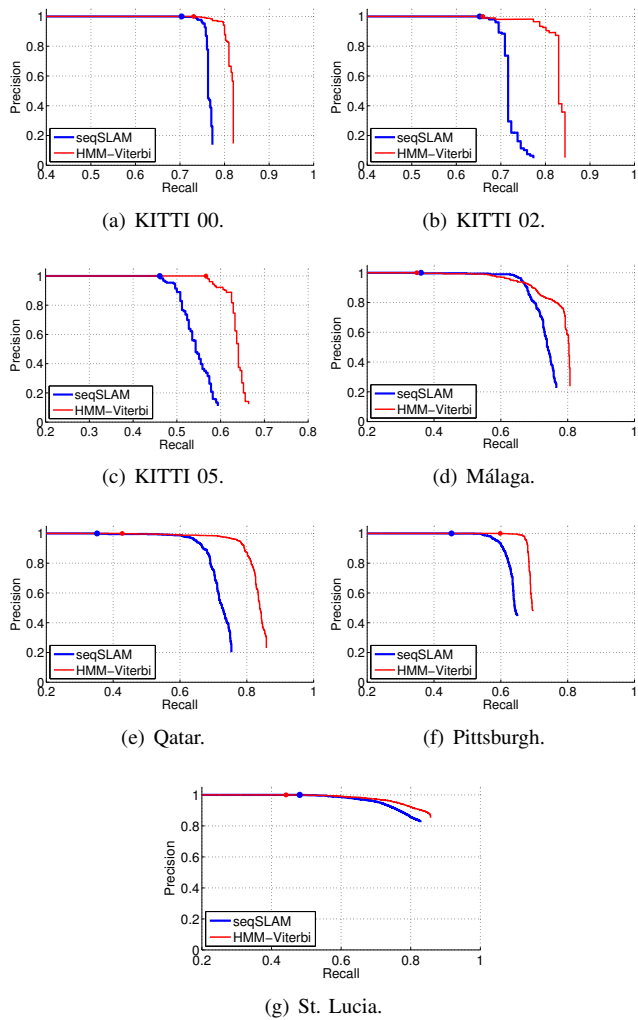 1
0.8
0.6
0.4
0.2
0
Precision
seqSLAM
HMM−Viterbi
0.4 0.5 0.6 0.7 0.8 0.9 1
Recall
(a) KITTI 00.
1
0.8
0.6
0.4
0.2
0
Precision
seqSLAM
HMM−Viterbi
0.4 0.5 0.6 0.7 0.8 0.9 1
Recall
(b) KITTI 02.
1
0.8
0.6
0.4
0.2
0
Precision
seqSLAM
HMM−Viterbi
0.2 0.3 0.4 0.5 0.6 0.7 0.8
Recall
(c) KITTI 05.
1
0.8
0.6
0.4
0.2
0
Precision
seqSLAM
HMM−Viterbi
0.2 0.4 0.6 0.8 1
Recall
(d) Málaga.
1
0.8
0.6
0.4
0.2
0
Precision
seqSLAM
HMM−Viterbi
0.2 0.4 0.6 0.8 1
Recall
(e) Qatar.
1
0.8
0.6
0.4
0.2
0
Precision
seqSLAM
HMM−Viterbi
0.2 0.4 0.6 0.8 1
Recall
(f) Pittsburgh.
1
0.8
0.6
0.4
0.2
0
Precision
seqSLAM
HMM−Viterbi
0.2 0.4 0.6 0.8 1
Recall
(g) St. Lucia.